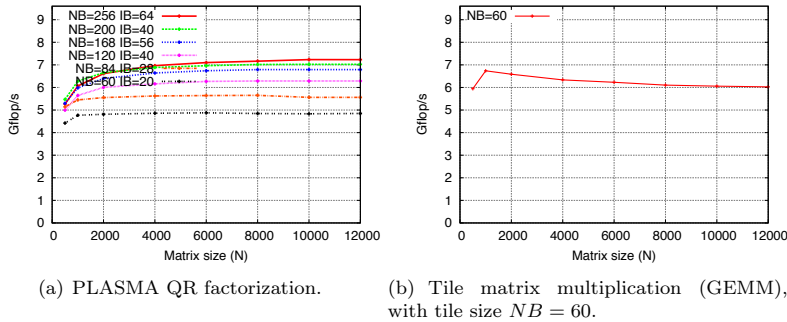 NB=256 IB=64
NB=200 IB=40
NB=168 IB=56
NB=120 IB=40
NB=84 IB=28
NB=60 IB=20
9
8
7
6
5
4
3
2
1
0
Gflop/s
0 2000 4000 6000 8000 10000 12000
Matrix size (N)
(a) PLASMA QR factorization.
NB=60
9
8
7
6
5
4
3
2
1
0
Gflop/s
0 2000 4000 6000 8000 10000 12000
Matrix size (N)
(b) Tile matrix multiplication (GEMM),
with tile size NB = 60.